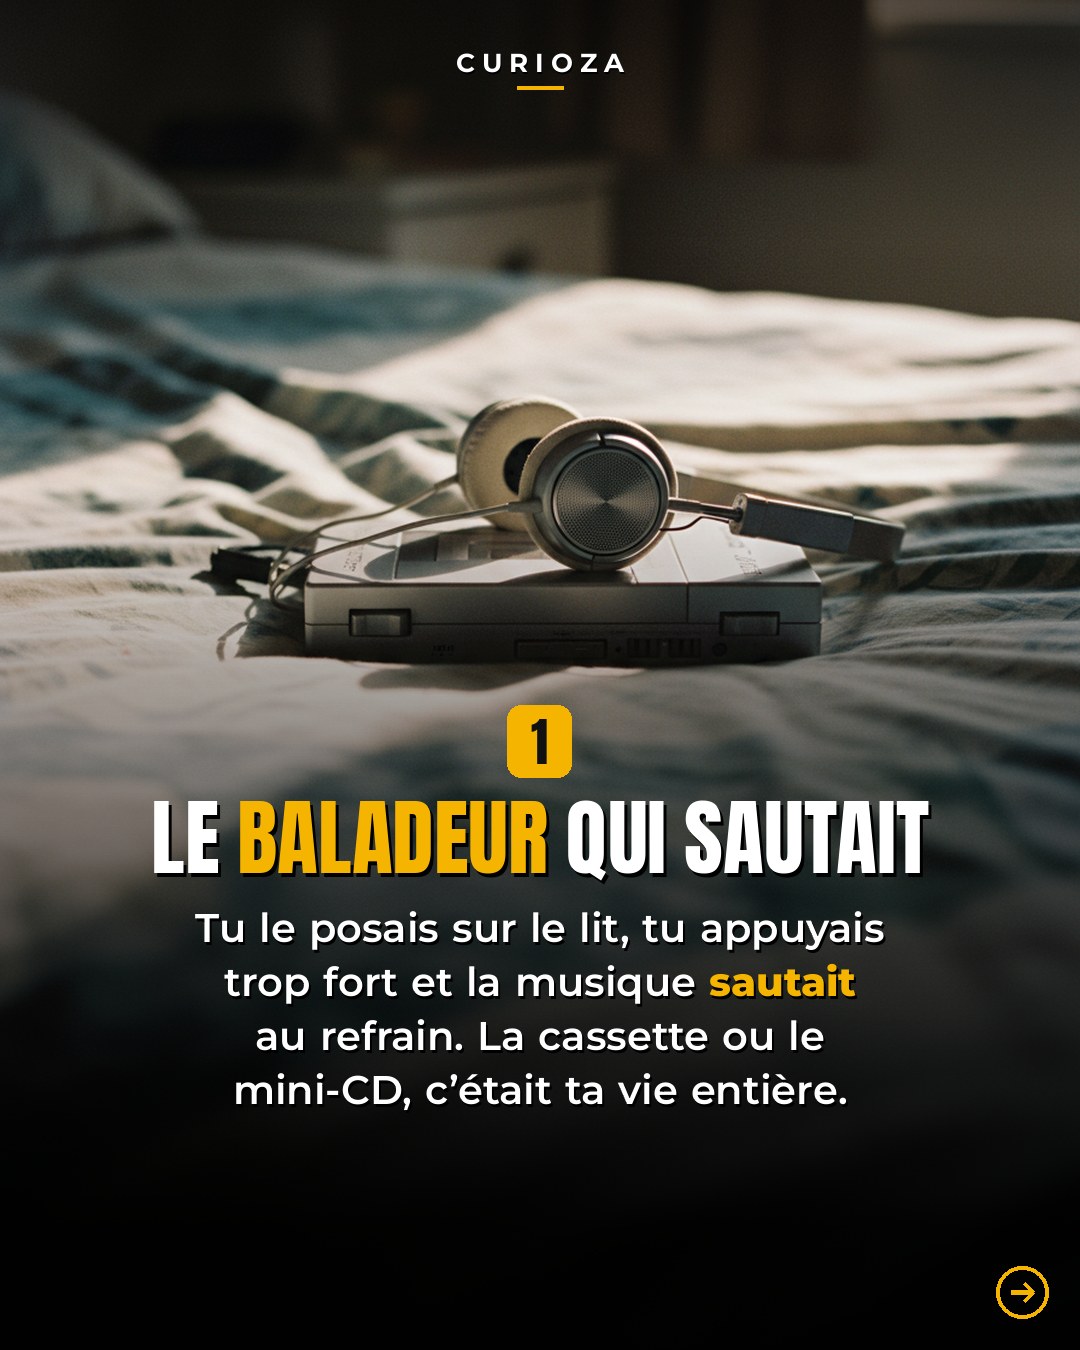 CURIOZA
1
LE BALADEUR QUI SAUTAIT
Tu le posais sur le lit, tu appuyais
trop fort et la musique sautait
au refrain. La cassette ou le
mini-CD, c’était ta vie entière.